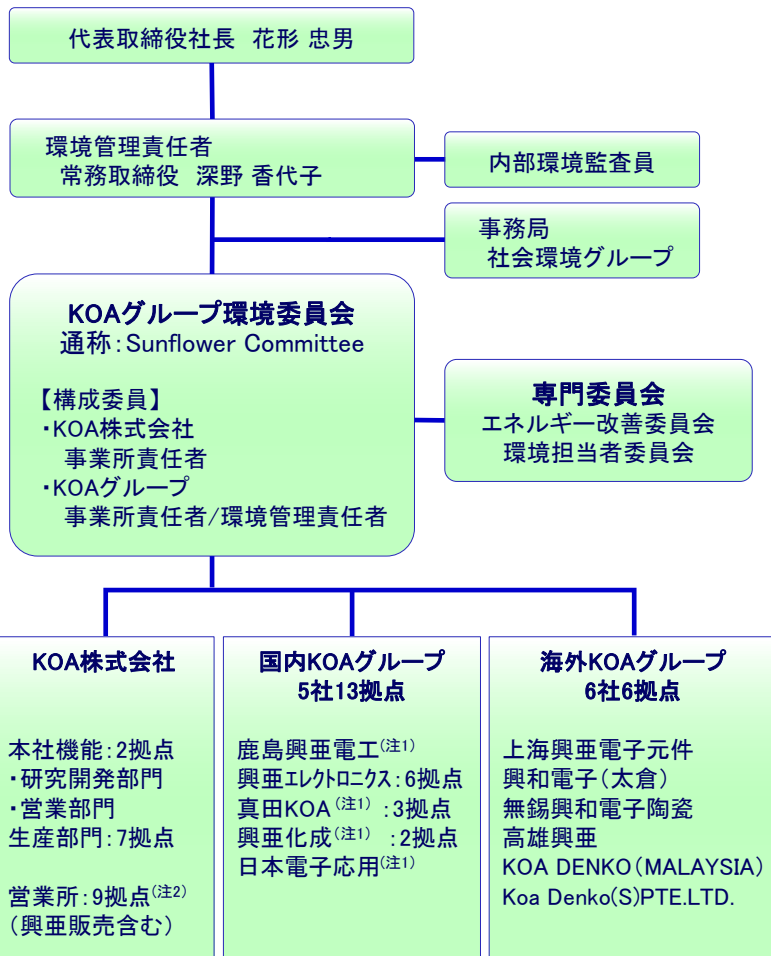 代表取締役社長 花形 忠男
環境管理責任者
常務取締役 深野 香代子
内部環境監査員
事務局
社会環境グループ
KOAグループ環境委員会
通称:Sunflower Committee
【構成委員】
・KOA株式会社
事業所責任者
・KOAグループ
事業所責任者/環境管理責任者
専門委員会
エネルギー改善委員会
環境担当者委員会
KOA株式会社
本社機能:2拠点
・研究開発部門
・営業部門
生産部門:7拠点
営業所:9拠点(注2)
(興亜販売含む)
国内KOAグループ
5社13拠点
鹿島興亜電工(注1)
興亜エレクトロニクス:6拠点
真田KOA(注1) :3拠点
興亜化成(注1) :2拠点
日本電子応用(注1)
海外KOAグループ
6社6拠点
上海興亜電子元件
興和電子(太倉)
無錫興和電子陶瓷
高雄興亜
KOA DENKO(MALAYSIA)
Koa Denko(S)PTE.LTD.